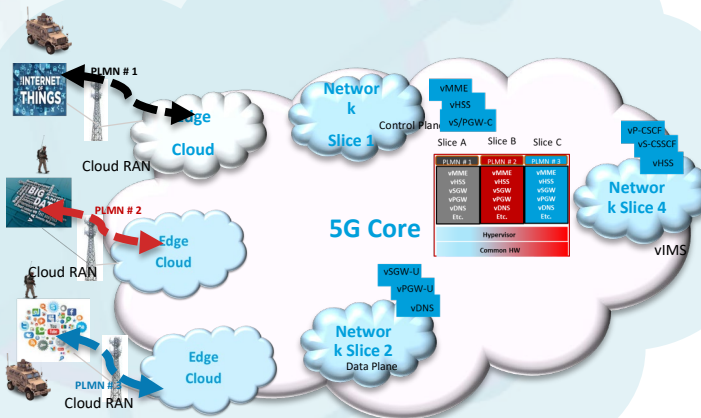 PLMN # 1
INTERNET
OF
THINGS
Edge
Cloud
Cloud RAN
Networ
k
Slice 1
Control Plane
vMME
vHSS
vS/PGW-C
Slice A
Slice B
Slice C
PLMN # 1
PLMN # 2
PLMN # 3
vMME
vHSS
vSGW
vPGW
vDNS
Etc.
vMME
vHSS
vSGW
vPGW
vDNS
Etc.
vMME
vHSS
vSGW
vPGW
vDNS
Etc.
Hypervisor
Common HW
vP-CSCF
vS-CSSCF
vHSS
Networ
k Slice 4
vIMS
BIG
DATA
PLMN # 2
Edge
Cloud
Cloud RAN
5G Core
vSGW-U
vPGW-U
vDNS
Networ
k Slice 2
Data Plane
Edge
Cloud
PLMN # 3
Cloud RAN